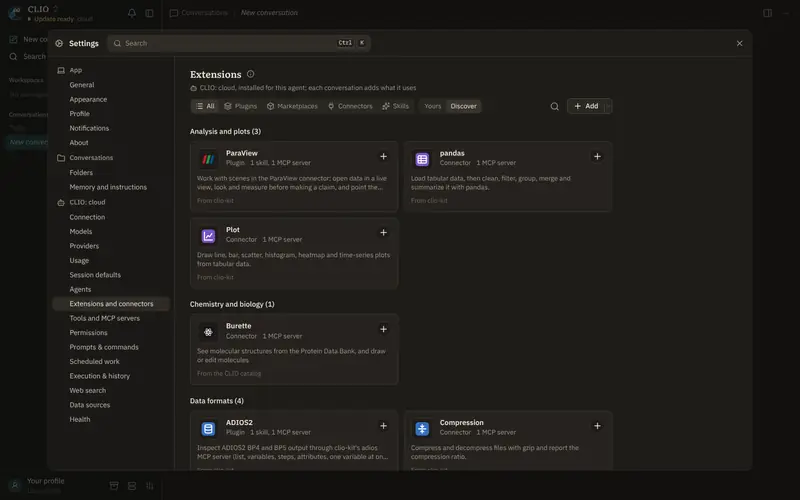 CLIO
Update ready. cloud
Conversations
New conversation
New co
Search
Workspaces
Conversations
New conver
Your profile
Settings
Search
Ctrl K
App
General
Appearance
Profile
Notifications
About
Conversations
Folders
Memory and instructions
CLIO: cloud
Connection
Models
Providers
Usage
Session defaults
Agents
Extensions and connectors
Tools and MCP servers
Permissions
Prompts & commands
Scheduled work
Execution & history
Web search
Data sources
Health
Extensions
CLIO: cloud, installed for this agent; each conversation adds what it uses
All Plugins Marketplaces Connectors Skills Yours Discover
Add
Analysis and plots (3)
ParaView
Plugin 1 skill, 1 MCP server
Work with scenes in the ParaView connector: open data in a live
view, look and measure before making a claim, and point the...
From clio-kit
pandas
Connector 1 MCP server
Load tabular data, then clean, filter, group, merge and
summarize it with pandas.
From clio-kit
Plot
Connector 1 MCP server
Draw line, bar, scatter, histogram, heatmap and time-series plots
from tabular data.
From clio-kit
Chemistry and biology (1)
Burette
Connector 1 MCP server
See molecular structures from the Protein Data Bank, and draw
or edit molecules
From the CLIO catalog
Data formats (4)
ADIOS2
Plugin 1 skill, 1 MCP server
Inspect ADIOS2 BP4 and BP5 output through clio-kit's adios
MCP server (list, variables, steps, attributes, one variable at on...
Compression
Connector 1 MCP server
Compress and decompress files with gzip and report the
compression ratio.